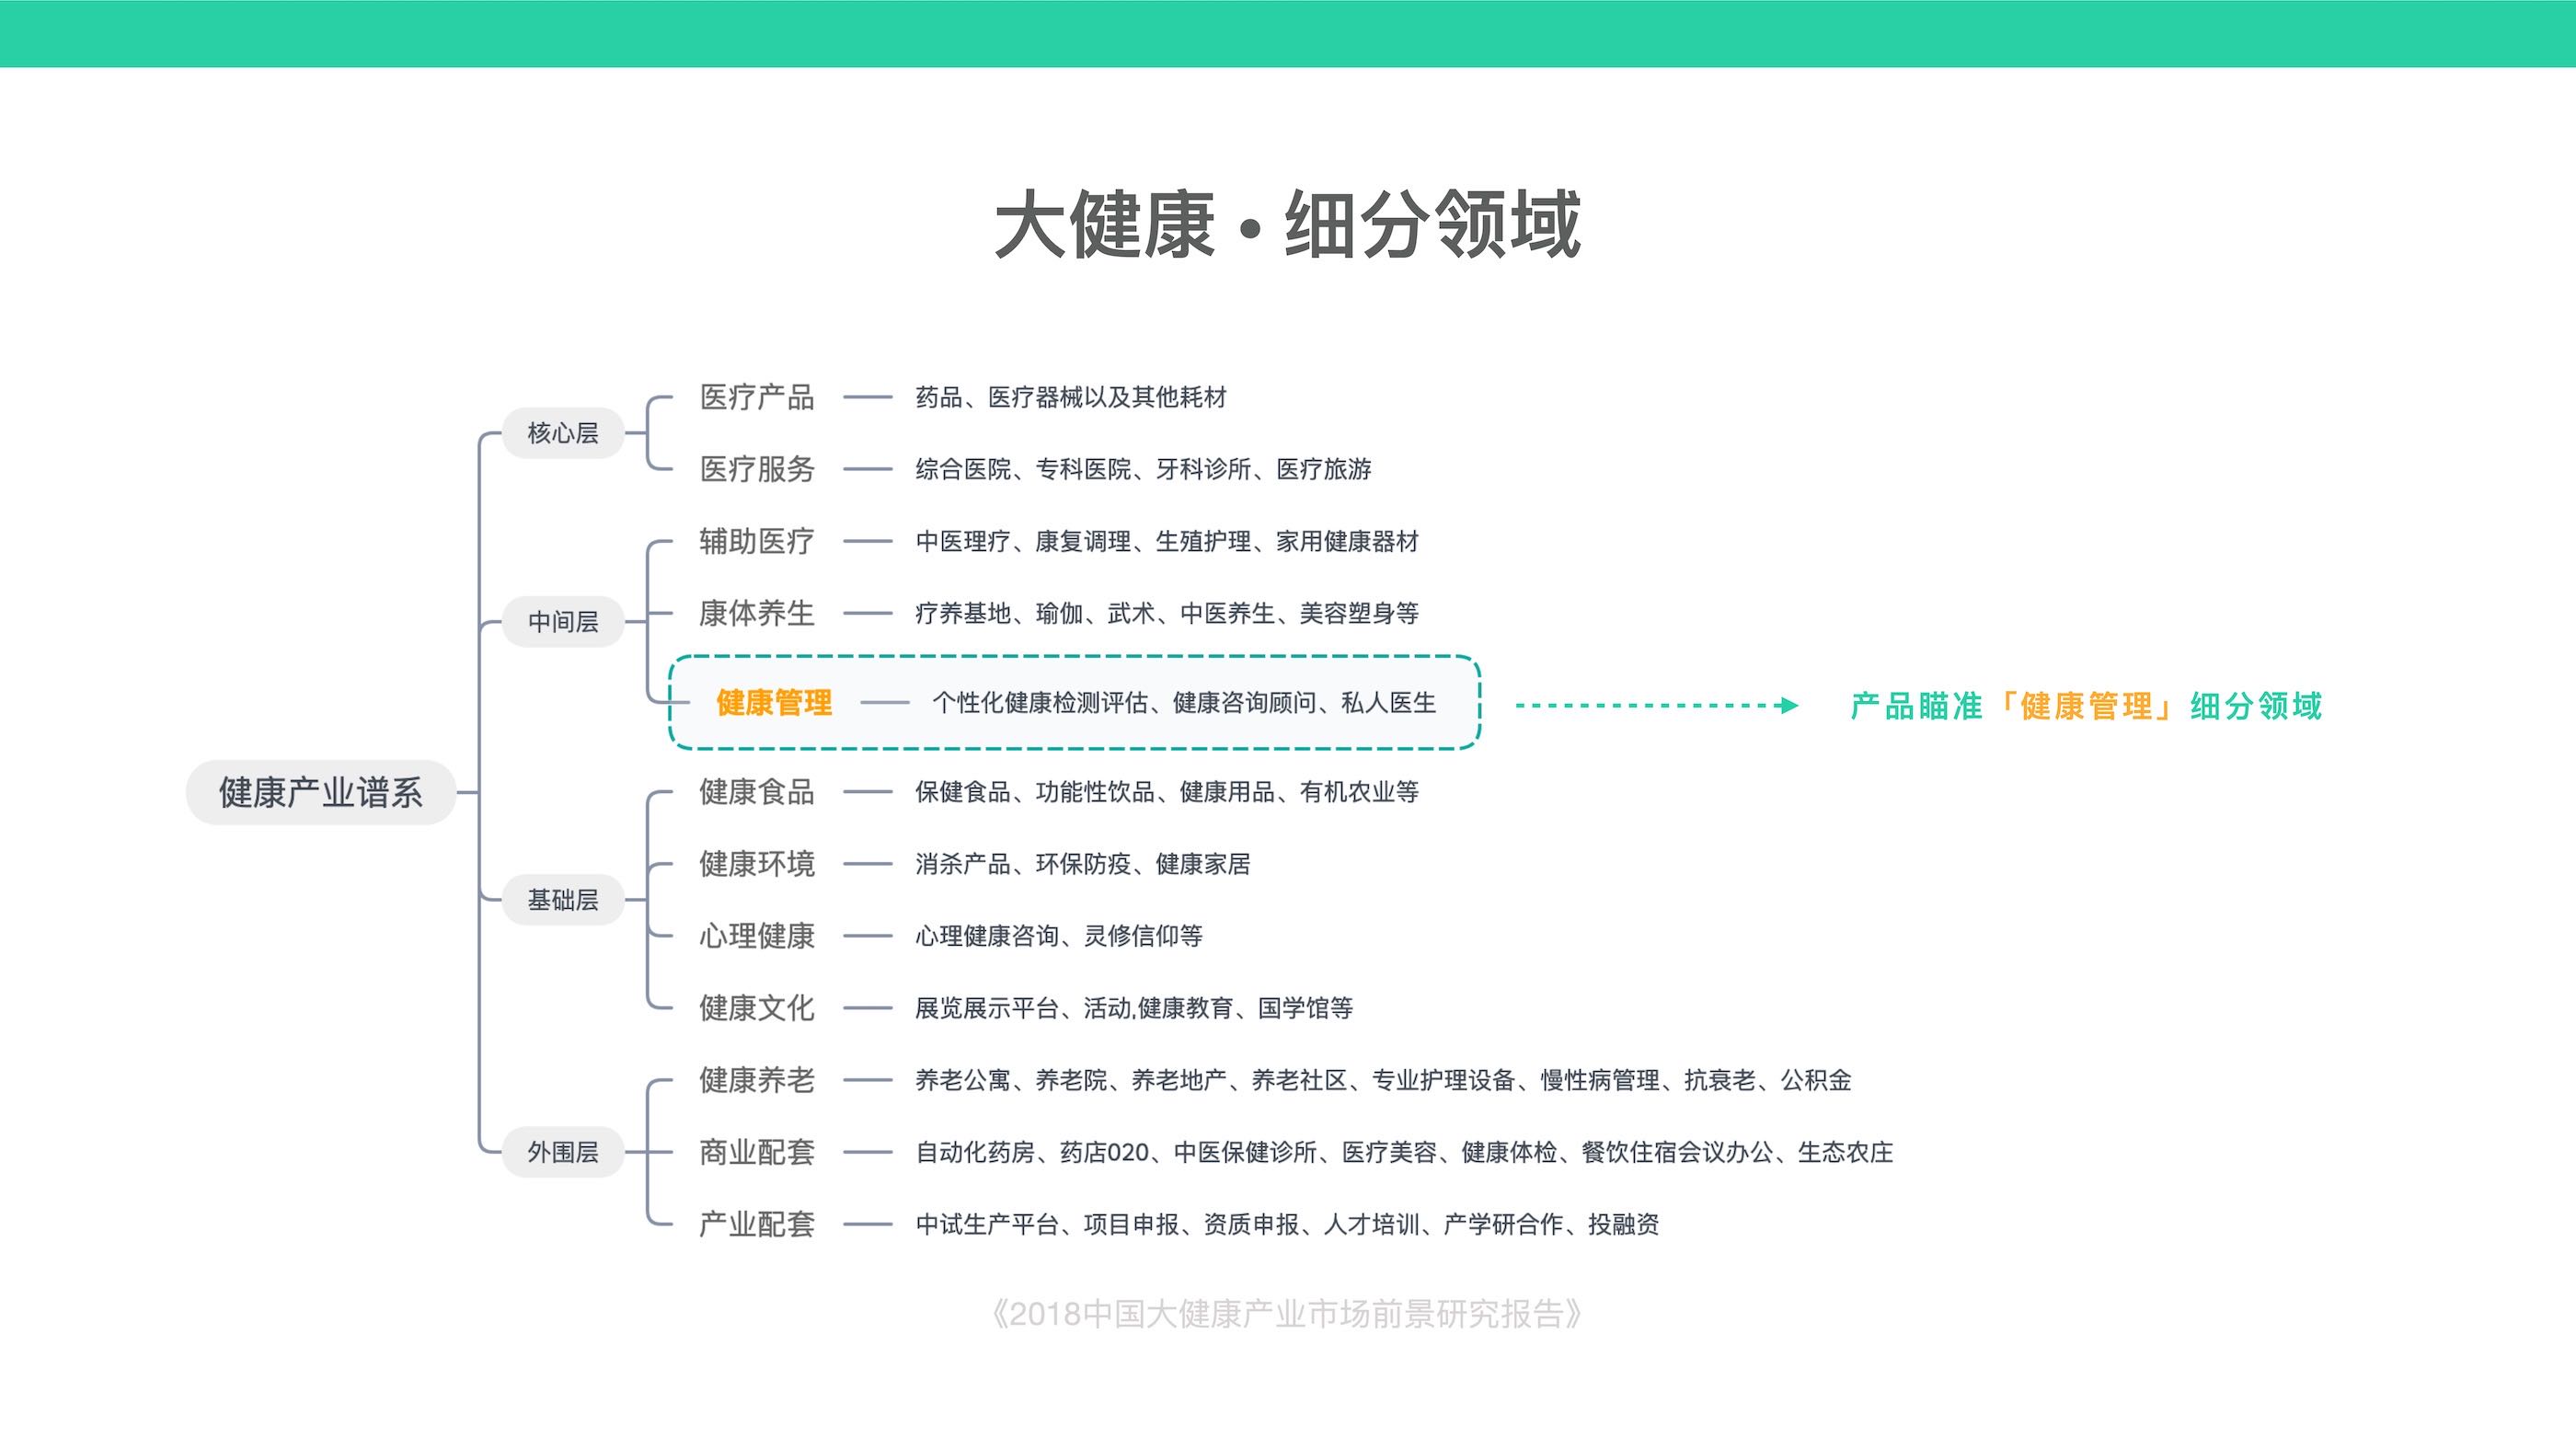 大健康·细分领域
健康产业谱系
核心层
医疗产品 药品、医疗器械以及其他耗材
医疗服务 综合医院、专科医院、牙科诊所、医疗旅游
中间层
辅助医疗 中医理疗、康复调理、生殖护理、家用健康器材
康体养生 疗养基地、瑜伽、武术、中医养生、美容塑身等
健康管理 个性化健康检测评估、健康咨询顾问、私人医生
产品瞄准「健康管理」细分领域
基础层
健康食品 保健食品、功能性饮品、健康用品、有机农业等
健康环境 消杀产品、环保防疫、健康家居
心理健康 心理健康咨询、灵修信仰等
健康文化 展览展示平台、活动,健康教育、国学馆等
外围层
健康养老 养老公寓、养老院、养老地产、养老社区、专业护理设备、慢性病管理、抗衰老、公积金
商业配套 自动化药房、药店020、中医保健诊所、医疗美容、健康体检、餐饮住宿会议办公、生态农庄
产业配套 中试生产平台、项目申报、资质申报、人才培训、产学研合作、投融资
《2018中国大健康产业市场前景研究报告》